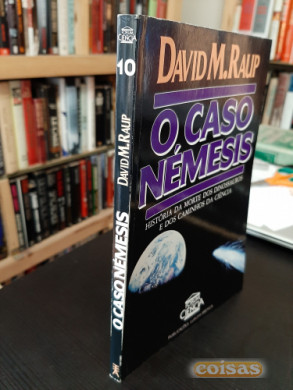 DAVID M. RAUP
O CASO
NÉMESIS
HISTÓRIA DA MORTE DOS DINOSSAUROS
E DOS CAMINHOS DA CIÊNCIA
10
DAVID M. RAUP
O CASO NÉMESIS
coisas